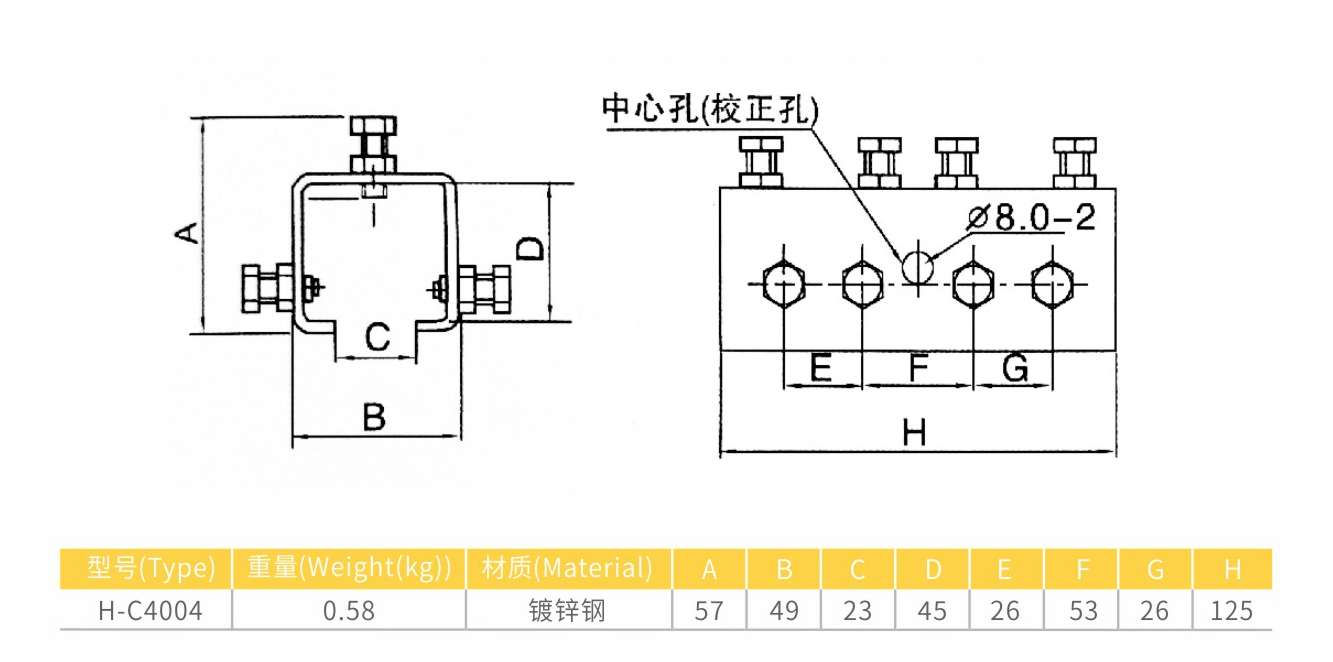 中心孔(校正孔)
A
D
C
B
⌀8.0-2
E F G
H
型号(Type) 重量(Weight(kg)) 材质(Material) A B C D E F G H
H-C4004 0.58 镀锌钢 57 49 23 45 26 53 26 125